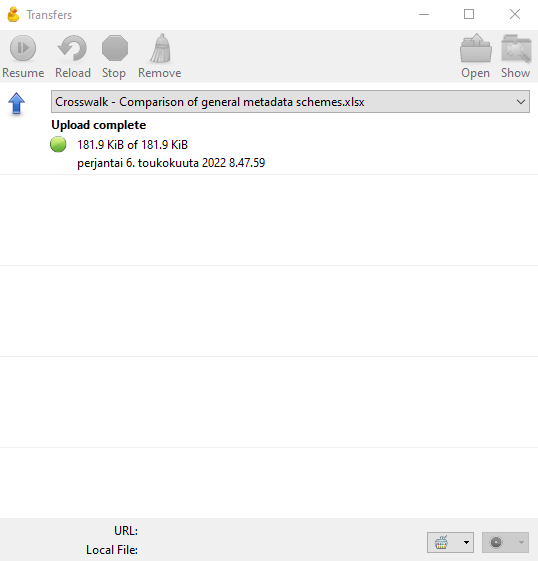 Transfers
Resume Reload Stop Remove Open Show
Crosswalk - Comparison of general metadata schemes.xlsx
Upload complete
181.9 KiB of 181.9 KiB
perjantai 6. toukokuuta 2022 8.47.59
URL:
Local File: